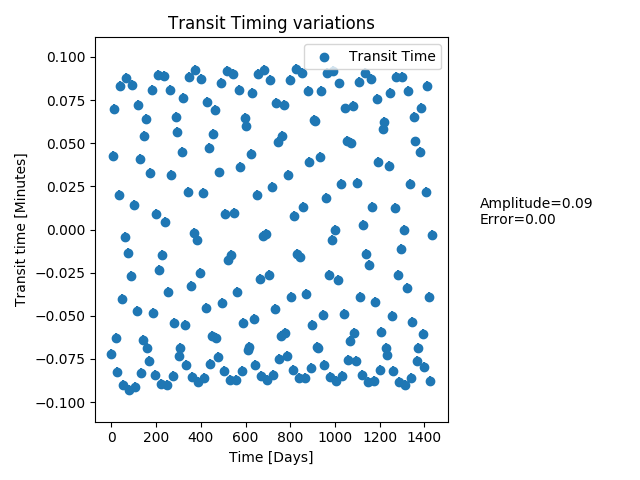 Transit Timing variations
Transit Time
Transit time [Minutes]
0.100
0.075
0.050
0.025
0.000
−0.025
−0.050
−0.075
−0.100
0 200 400 600 800 1000 1200 1400
Time [Days]
Amplitude=0.09
Error=0.00